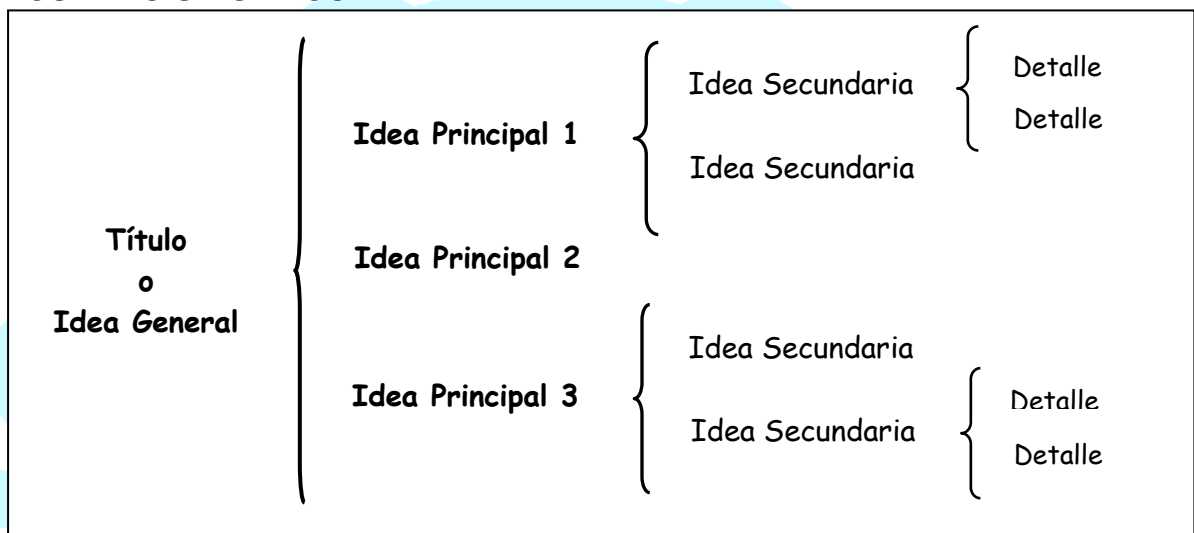 Título
o
Idea General
Idea Principal 1
Idea Secundaria
Detalle
Detalle
Idea Secundaria
Idea Principal 2
Idea Principal 3
Idea Secundaria
Idea Secundaria
Detalle
Detalle